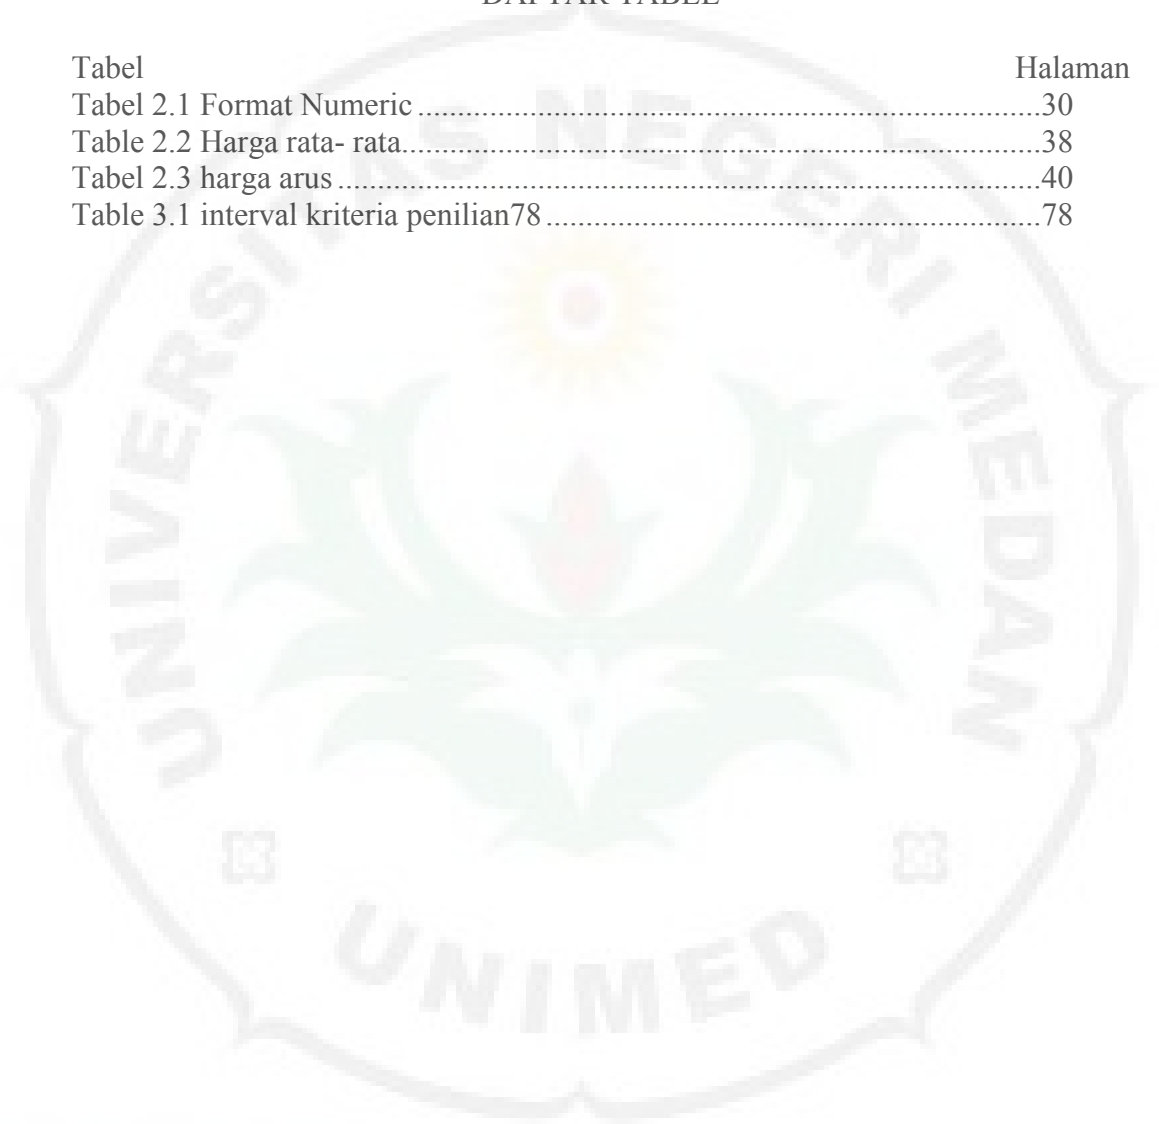 DAFTAR TABLE
Tabel Halaman
Tabel 2.1 Format Numeric ................................................................................30
Table 2.2 Harga rata- rata..................................................................................38
Tabel 2.3 harga arus ..........................................................................................40
Table 3.1 interval kriteria penilian78 ................................................................78
UNIVERSITAS NEGERI MEDAN
UNIMED